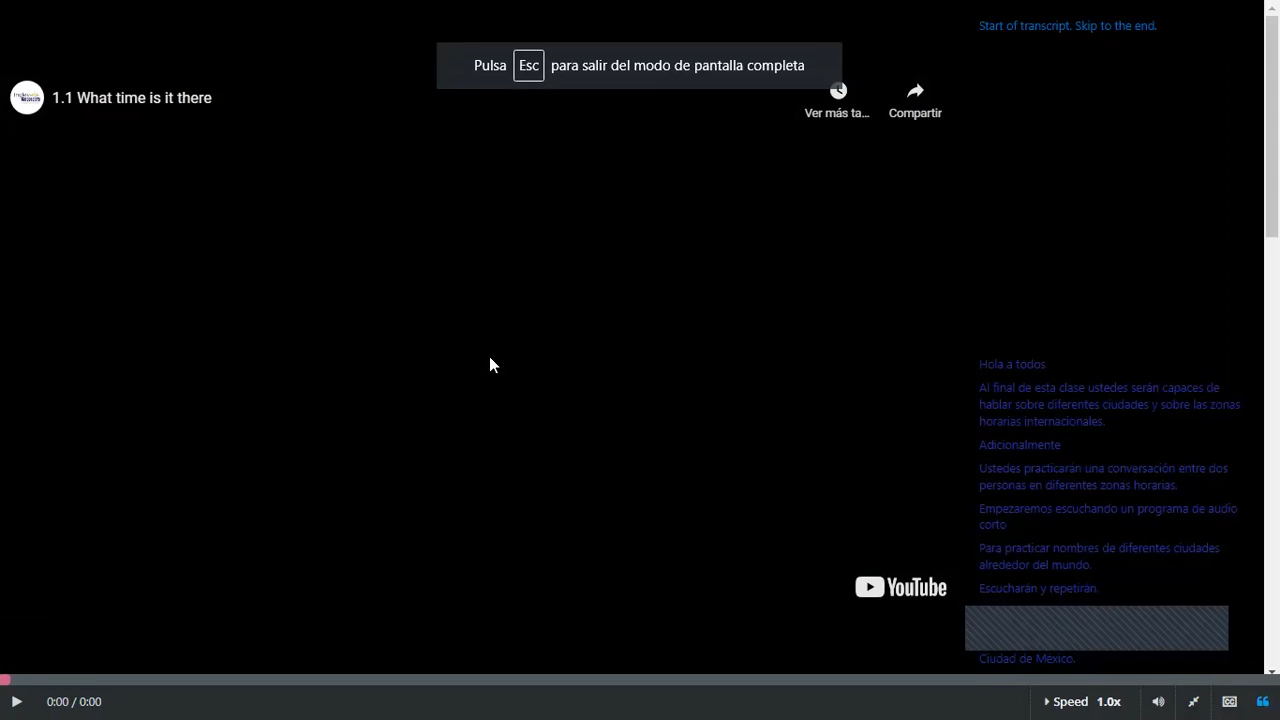 Start of transcript. Skip to the end.
Pulsa Esc para salir del modo de pantalla completa
1.1 What time is it there
Ver más ta...
Compartir
Hola a todos
Al final de esta clase ustedes serán capaces de
hablar sobre diferentes ciudades y sobre las zonas
horarias internacionales.
Adicionalmente
Ustedes practicarán una conversación entre dos
personas en diferentes zonas horarias.
Empezaremos escuchando un programa de audio
corto
Para practicar nombres de diferentes ciudades
alrededor del mundo.
Escucharán y repetirán.
Ciudad de México.
YouTube
0:00 / 0:00
Speed 1.0x
CC